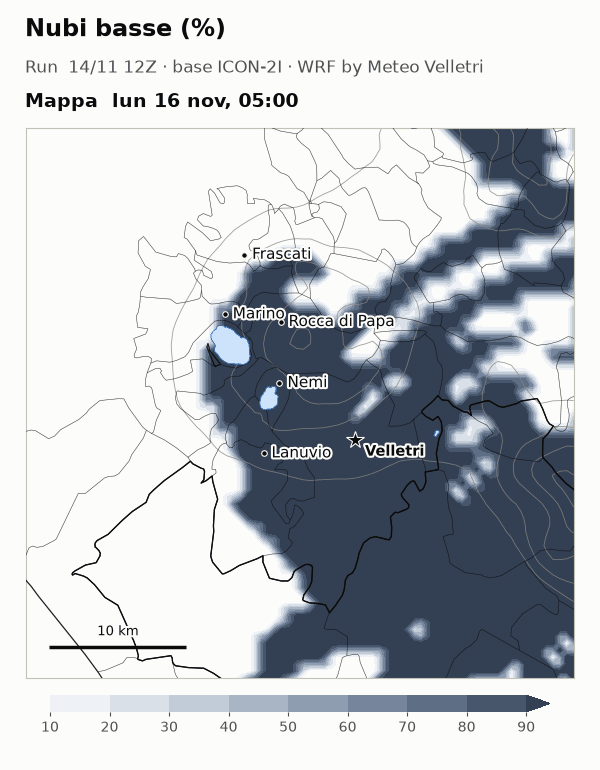 Nubi basse (%)
Run  14/11 12Z · base ICON-2I · WRF by Meteo Velletri
Mappa  lun 16 nov, 05:00
Frascati
Marino
Rocca di Papa
Nemi
Velletri
Lanuvio
10 km
10 20 30 40 50 60 70 80 90